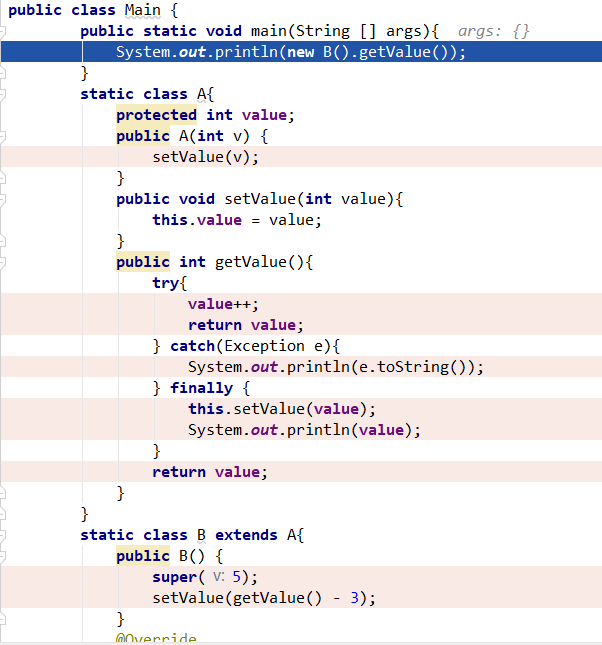 public class Main {
public static void main(String [] args){ args: {}
System.out.println(new B().getValue());
}
static class A{
protected int value;
public A(int v) {
setValue(v);
}
public void setValue(int value){
this.value = value;
}
public int getValue(){
try{
value++;
return value;
} catch(Exception e){
System.out.println(e.toString());
} finally {
this.setValue(value);
System.out.println(value);
}
return value;
}
}
static class B extends A{
public B() {
super( v: 5);
setValue(getValue() - 3);
}
@Override